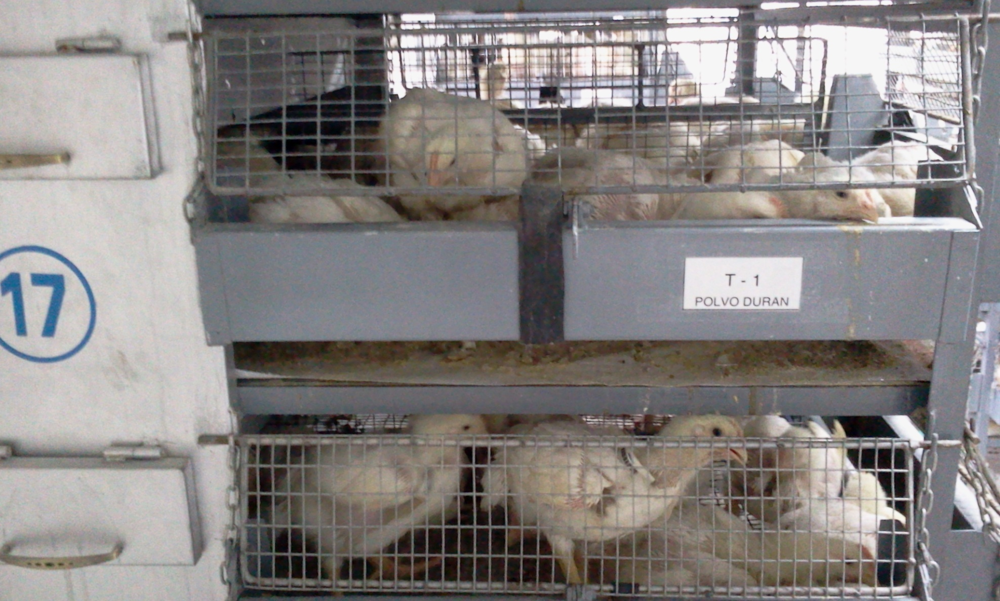 17
T - 1
POLVO DURAN